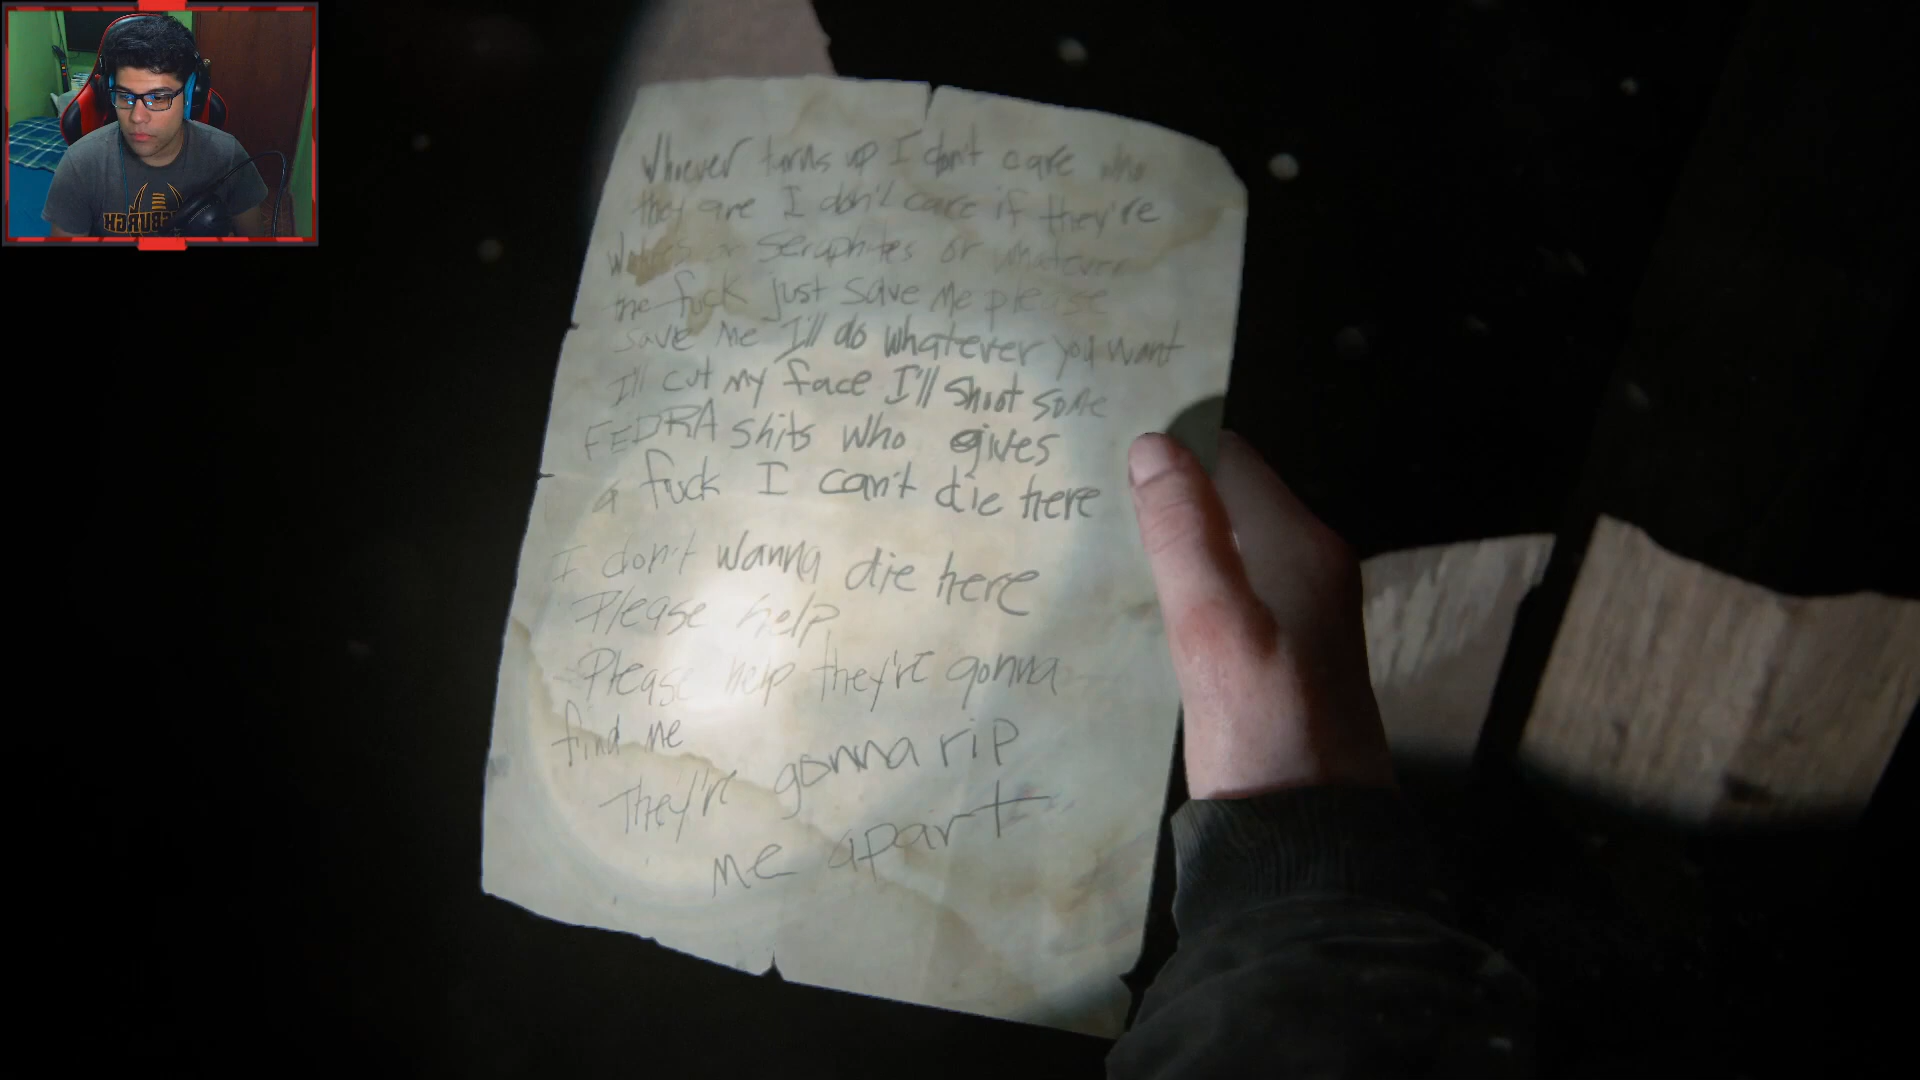 Whoever turns up I don't care who
they are I don't care if they're
Wolves or Seraphites or whatever
the fuck just save me please
save me I'll do whatever you want
I'll cut my face I'll shoot some
FEDRA shits who gives
a fuck I can't die here
I don't wanna die here
Please help
Please help they're gonna
find me
They're gonna rip
me apart